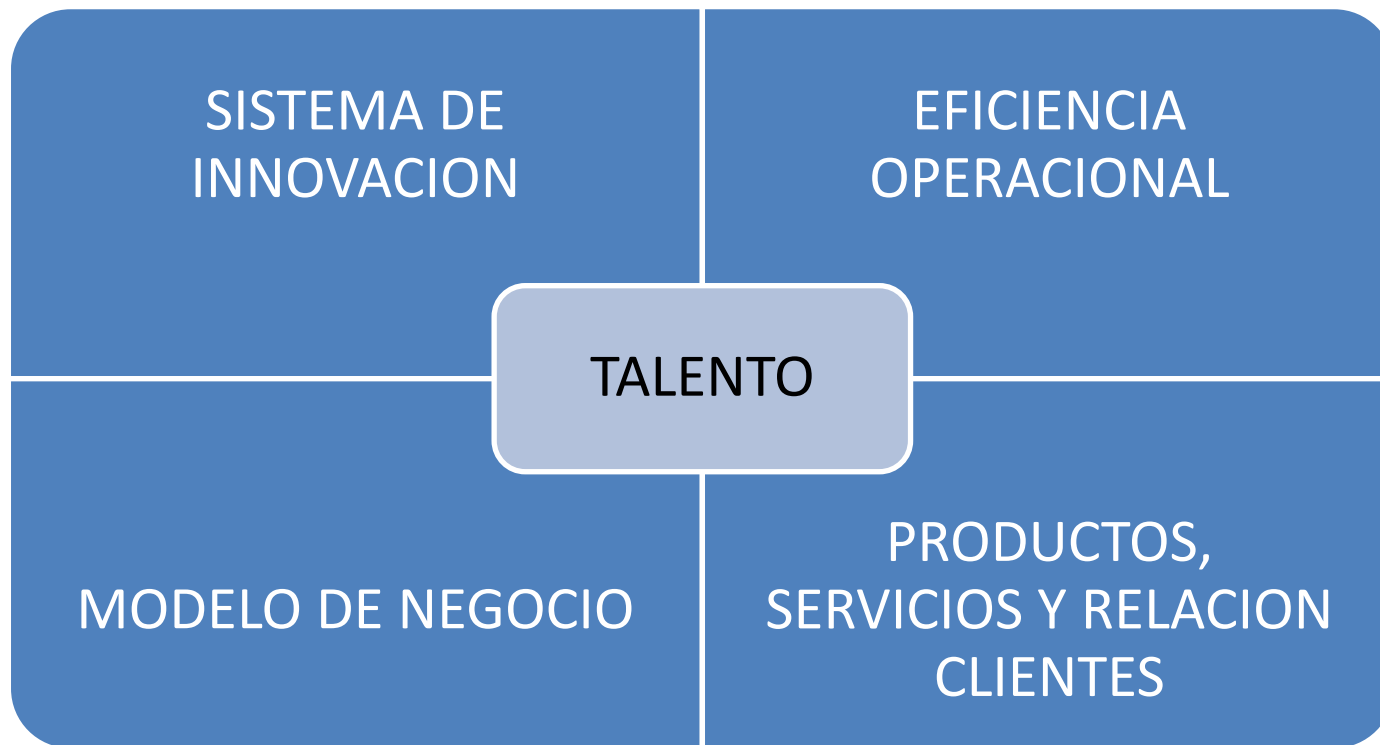 SISTEMA DE
INNOVACION
EFICIENCIA
OPERACIONAL
TALENTO
MODELO DE NEGOCIO
PRODUCTOS,
SERVICIOS Y RELACION
CLIENTES